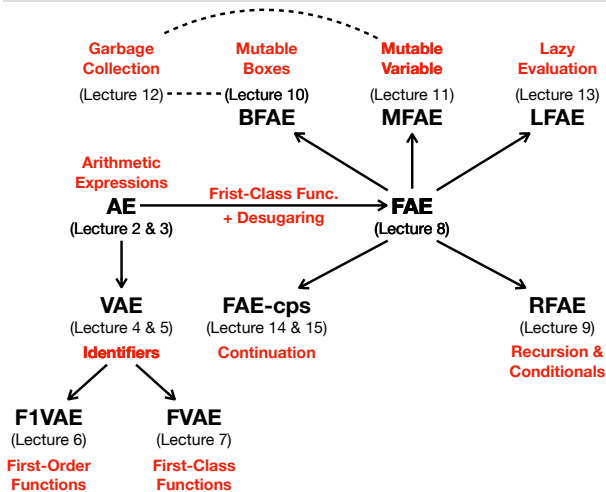 Garbage
Collection
(Lecture 12)
Mutable
Boxes
(Lecture 10)
BFAE
Mutable
Variable
(Lecture 11)
MFAE
Lazy
Evaluation
(Lecture 13)
LFAE
Arithmetic
Expressions
AE
(Lecture 2 & 3)
Frist-Class Func.
+ Desugaring
FAE
(Lecture 8)
VAE
(Lecture 4 & 5)
Identifiers
FAE-cps
(Lecture 14 & 15)
Continuation
RFAE
(Lecture 9)
Recursion &
Conditionals
F1VAE
(Lecture 6)
First-Order
Functions
FVAE
(Lecture 7)
First-Class
Functions